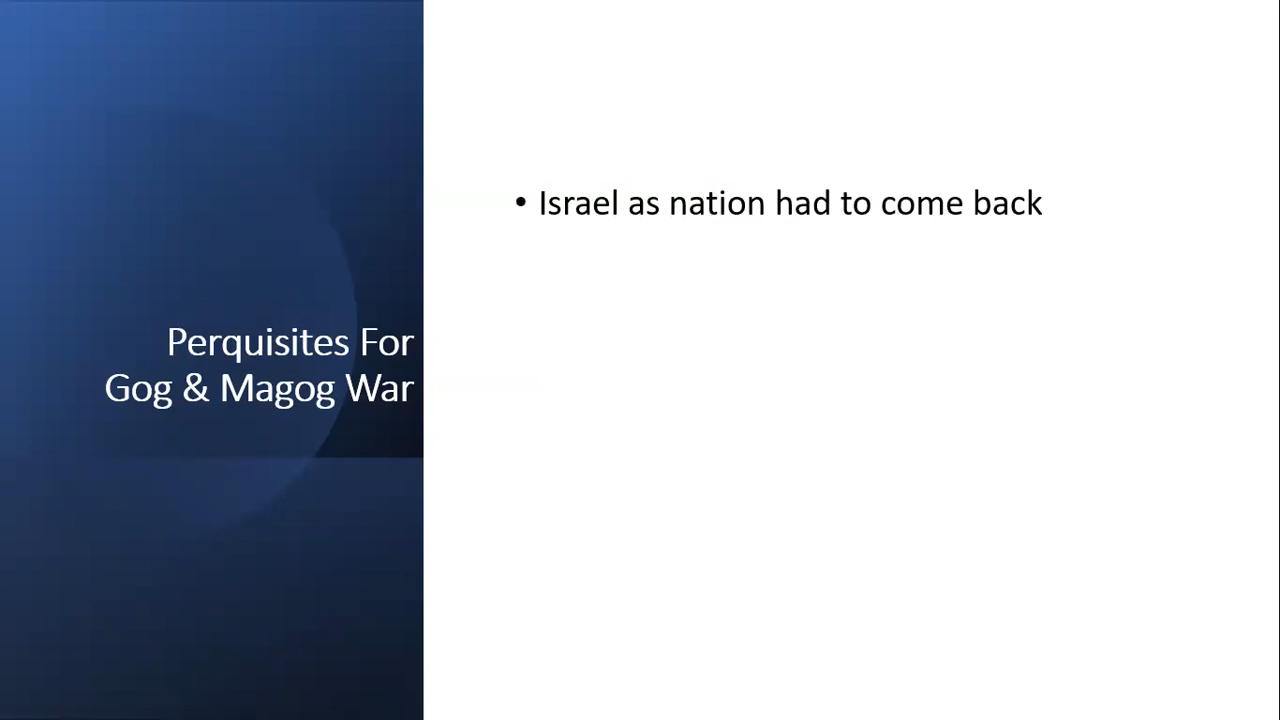 Perquisites For
Gog & Magog War
• Israel as nation had to come back